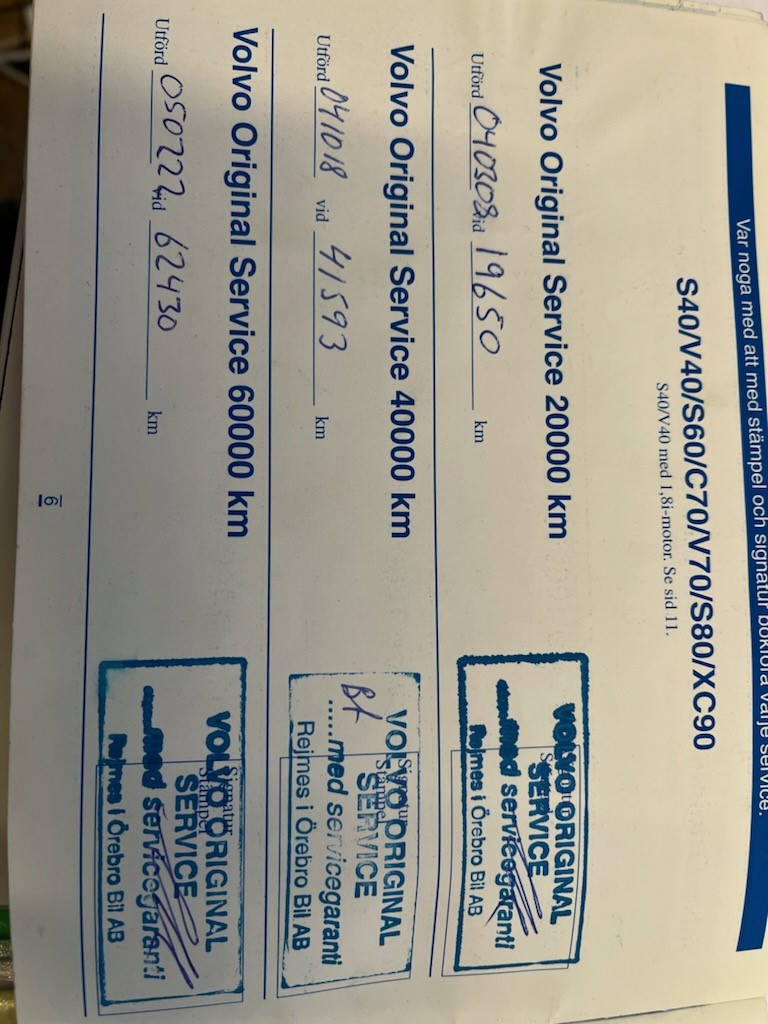 Var noga med att med stämpel och signatur bokföra varje service.
S40/V40/S60/C70/V70/S80/XC90
S40/V40 med 1,8i-motor. Se sid 11.
Volvo Original Service 20000 km
Utförd 040308 vid 19650 km
VOLVO ORIGINAL
SERVICE
.....med servicegaranti
Rejmes i Örebro Bil AB
Volvo Original Service 40000 km
Utförd 041018 vid 41593 km
Signatur
Stämpel
VOLVO ORIGINAL
SERVICE
.....med servicegaranti
Rejmes i Örebro Bil AB
Volvo Original Service 60000 km
Utförd 050222 vid 62430 km
Signatur
Stämpel
VOLVO ORIGINAL
SERVICE
.....med servicegaranti
Rejmes i Örebro Bil AB
6